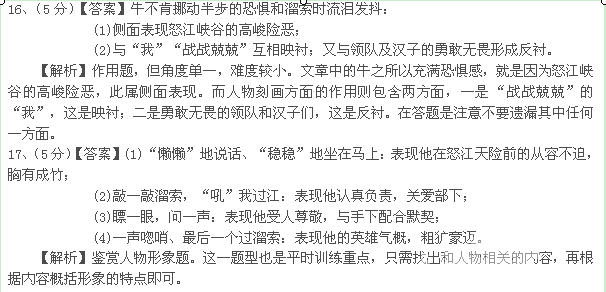 16、（5分）【答案】牛不肯挪动半步的恐惧和溜索时流泪发抖:
(1)侧面表现怒江峡谷的高峻险恶;
(2)与“我”“战战兢兢”互相映衬；又与领队及汉子的勇敢无畏形成反衬。
【解析】作用题，但角度单一，难度较小。文章中的牛之所以充满恐惧感，就是因为怒江峡
谷的高峻险恶，此属侧面表现。而人物刻画方面的作用则包含两方面，一是“战战兢兢”的
“我”，这是映衬；二是勇敢无畏的领队和汉子们，这是反衬。在答题是注意不要遗漏其中任何
一方面。
17、（5分）【答案】(1)“懒懒”地说话、“稳稳”地坐在马上：表现他在怒江天险前的从容不迫，
胸有成竹；
(2)敲一敲溜索，“吼”我过江：表现他认真负责，关爱部下；
(3)瞟一眼，问一声：表现他受人尊敬，与手下配合默契；
(4)一声唿哨、最后一个过溜索：表现他的英雄气概，粗犷豪迈。
【解析】鉴赏人物形象题。这一题型也是平时训练重点，只需找出和人物相关的内容，再根
据内容概括形象的特点即可。